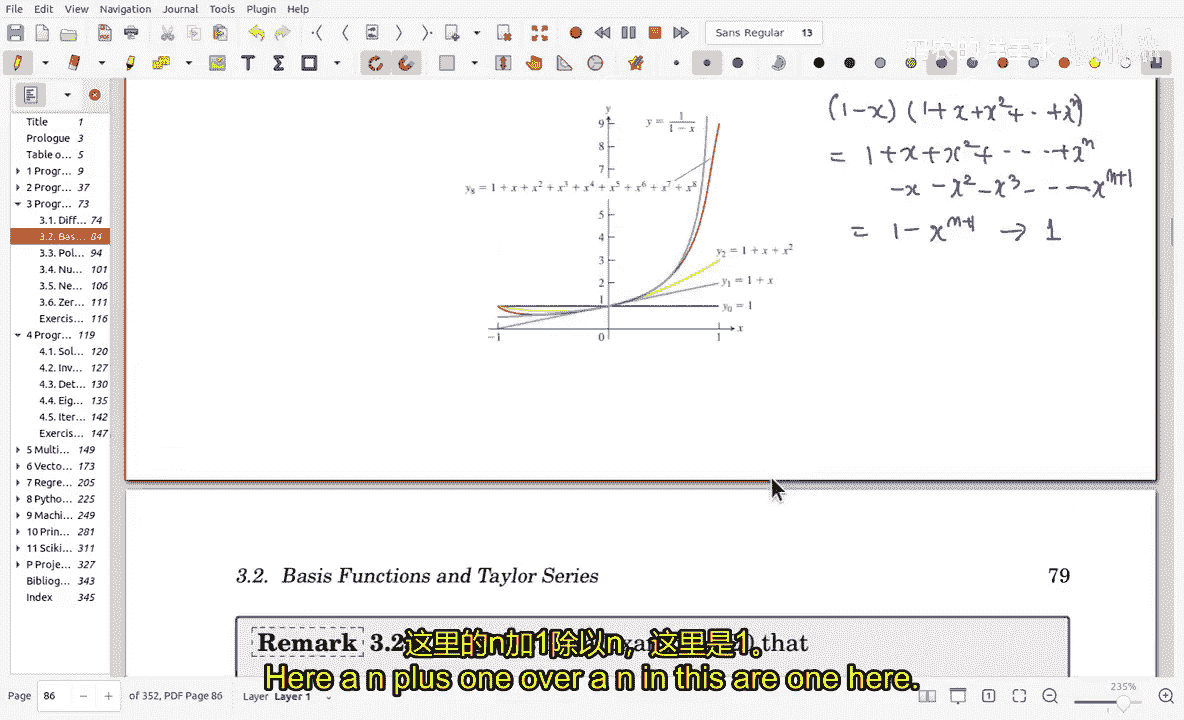 File Edit View Navigation Journal Tools Plugin Help
Sans Regular 13
Title 1
Prologue 3
Table o... 5
1 Progr... 9
2 Progr... 37
3 Progr... 73
3.1. Diff... 74
3.2. Bas... 84
3.3. Pol... 94
3.4. Nu... 101
3.5. Ne... 106
3.6. Zer... 111
Exercis... 116
4 Progr... 119
4.1. Sol... 120
4.2. Inv... 127
4.3. Det... 130
4.4. Eig... 135
4.5. Iter... 142
Exercis... 147
5 Multi... 149
6 Vecto... 173
7 Regre... 205
8 Pytho... 225
9 Machi... 249
10 Prin... 281
11 Sciki... 311
P Proje... 327
Bibliog... 343
Index 345
y
9
8
7
5
4
3
2
1
-1
0
1
x
y = 1/(1 − x)
y₈ = 1 + x + x² + x³ + x⁴ + x⁵ + x⁶ + x⁷ + x⁸
y₂ = 1 + x + x²
y₁ = 1 + x
y₀ = 1
(1-x) (1+x+x²+ ·· +xⁿ)
= 1+x+x²+ - -- +xⁿ
-x -x² -x³ - -- -xⁿ⁺¹
= 1-xⁿ⁺¹ → 1
3.2. Basis Functions and Taylor Series 79
Remark 3.2 that
这里的n加1除以n，这里是1。
Here a n plus one over a n in this are one here.
Page 86 of 352, PDF Page 86 Layer Layer 1
235%